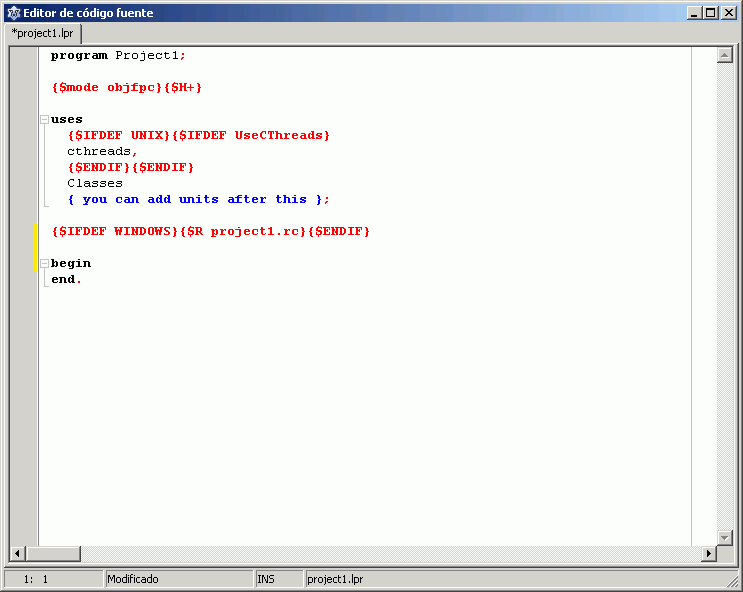 Editor de código fuente
*project1.lpr
program Project1;
{$mode objfpc}{$H+}
uses
{$IFDEF UNIX}{$IFDEF UseCThreads}
cthreads,
{$ENDIF}{$ENDIF}
Classes
{ you can add units after this };
{$IFDEF WINDOWS}{$R project1.rc}{$ENDIF}
begin
end.
1: 1 Modificado INS project1.lpr